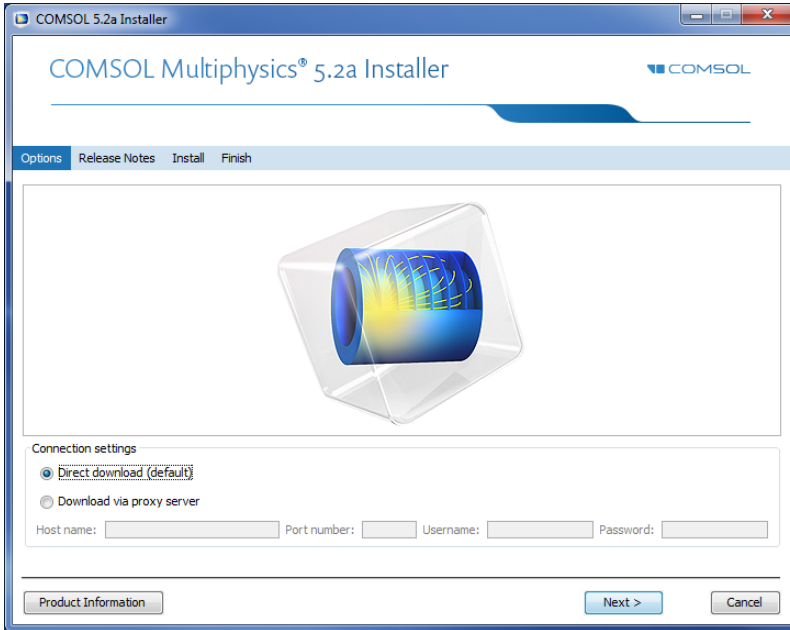 COMSOL 5.2a Installer
COMSOL Multiphysics® 5.2a Installer
COMSOL
Options Release Notes Install Finish
Connection settings
Direct download (default)
Download via proxy server
Host name: Port number: Username: Password:
Product Information Next > Cancel